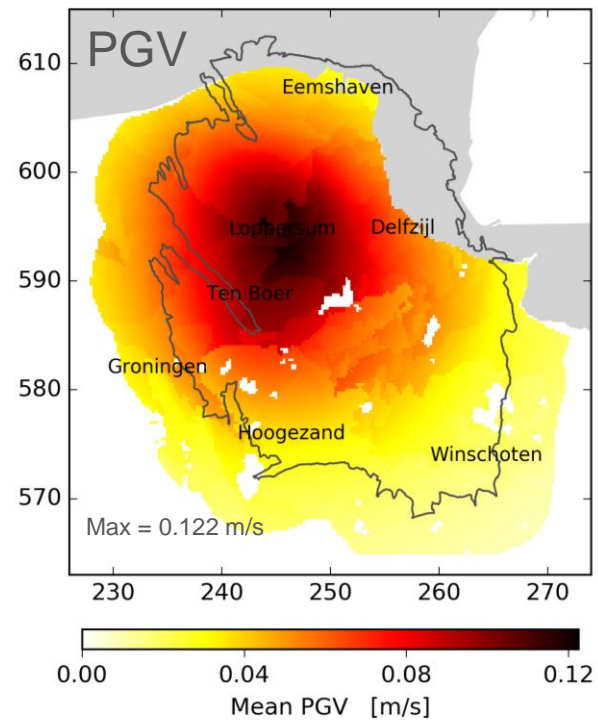 PGV
610
600
590
580
570
Eemshaven
Loppersum
Delfzijl
Ten Boer
Groningen
Hoogezand
Winschoten
Max = 0.122 m/s
230 240 250 260 270
0.00 0.04 0.08 0.12
Mean PGV [m/s]